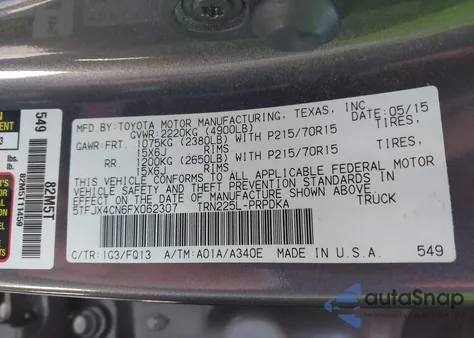 MFD.BY:TOYOTA MOTOR MANUFACTURING, TEXAS, INC. DATE:05/15
GVWR:2220KG (4900LB)
GAWR:FRT. 1075KG (2380LB) WITH P215/70R15 TIRES,
15X6J RIMS
RR. 1200KG (2650LB) WITH P215/70R15 TIRES,
15X6J RIMS
THIS VEHICLE CONFORMS TO ALL APPLICABLE FEDERAL MOTOR
VEHICLE SAFETY AND THEFT PREVENTION STANDARDS IN
EFFECT ON THE DATE OF MANUFACTURE SHOWN ABOVE.
5TFJX4CN6FX062307 TRN225L-PRPDKA TRUCK
C/TR:1G3/FQ13 A/TM:A01A/A340E MADE IN U.S.A. 549
549
82M5T
82M5T11459
lbs.
lb.
autoSnap